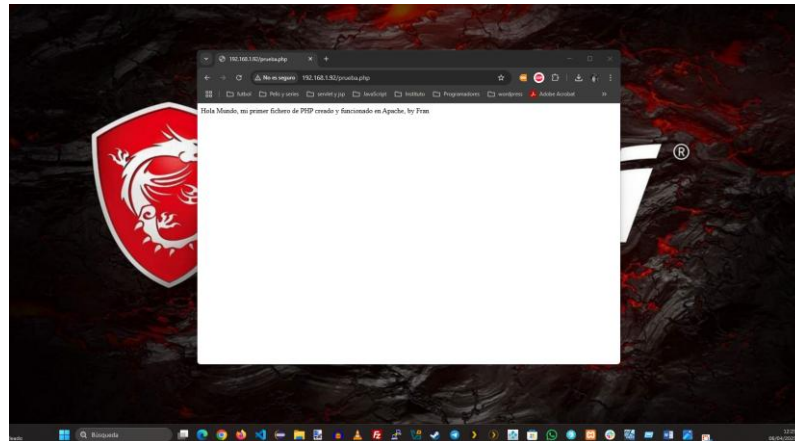 192.168.1.92/prueba.php
No es seguro 192.168.1.92/prueba.php
futbol Pelis y series servlet y jsp JavaScript Instituto Programadores wordpress Adobe Acrobat
Hola Mundo, mi primer fichero de PHP creado y funcionado en Apache, by Fran
®
Búsqueda